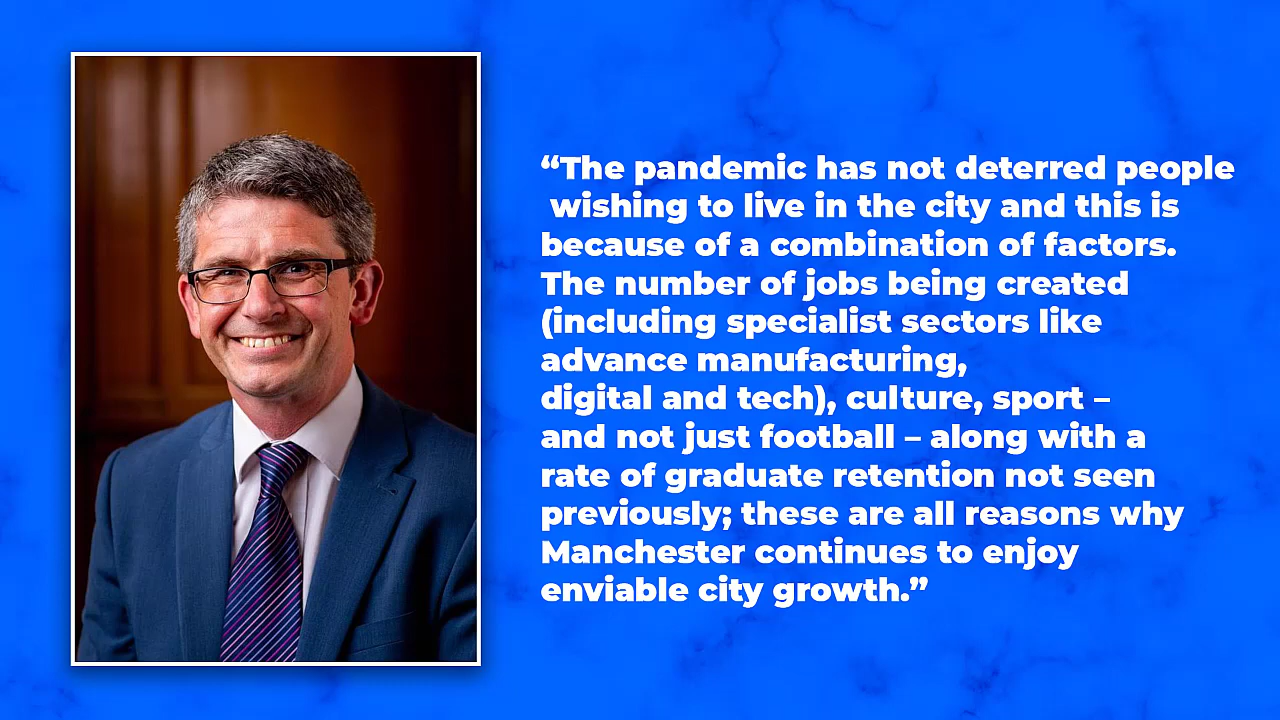 “The pandemic has not deterred people
wishing to live in the city and this is
because of a combination of factors.
The number of jobs being created
(including specialist sectors like
advance manufacturing,
digital and tech), culture, sport –
and not just football – along with a
rate of graduate retention not seen
previously; these are all reasons why
Manchester continues to enjoy
enviable city growth.”